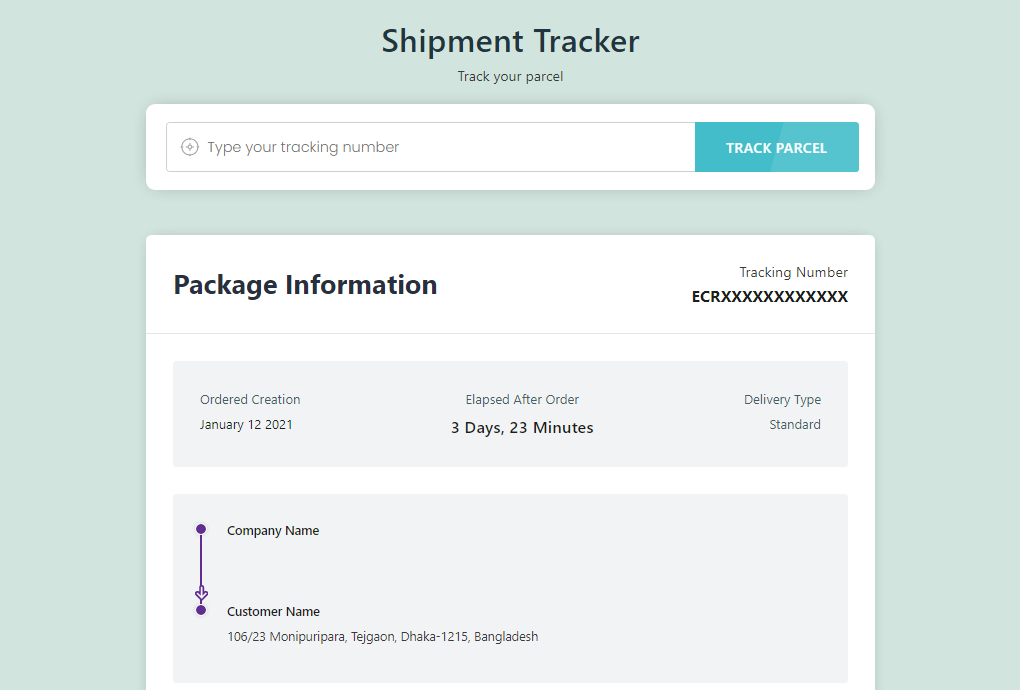 Shipment Tracker
Track your parcel
Type your tracking number
TRACK PARCEL
Package Information
Tracking Number
ECRXXXXXXXXXXXX
Ordered Creation
January 12 2021
Elapsed After Order
3 Days, 23 Minutes
Delivery Type
Standard
Company Name
Customer Name
106/23 Monipuripara, Tejgaon, Dhaka-1215, Bangladesh